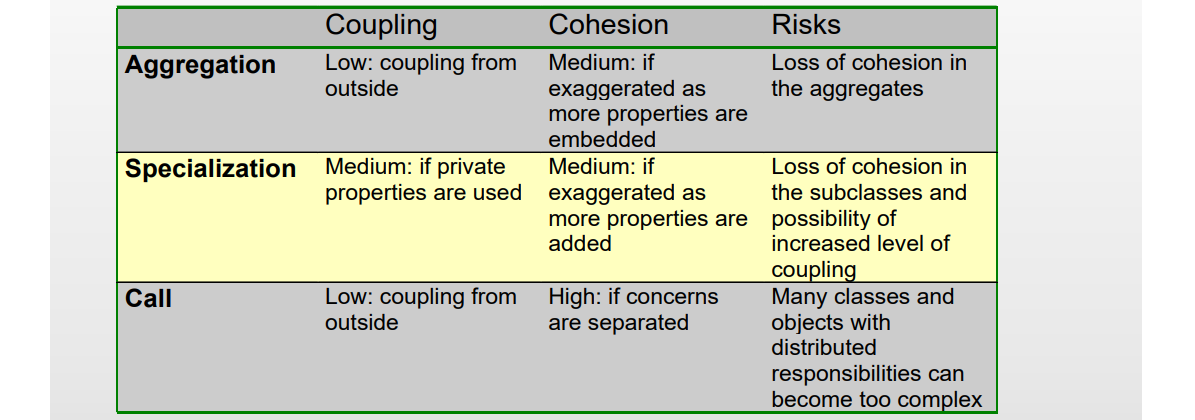 Coupling Cohesion Risks
Aggregation
Low: coupling from
outside
Medium: if
exaggerated as
more properties are
embedded
Loss of cohesion in
the aggregates
Specialization
Medium: if private
properties are used
Medium: if
exaggerated as
more properties are
added
Loss of cohesion in
the subclasses and
possibility of
increased level of
coupling
Call
Low: coupling from
outside
High: if concerns
are separated
Many classes and
objects with
distributed
responsibilities can
become too complex